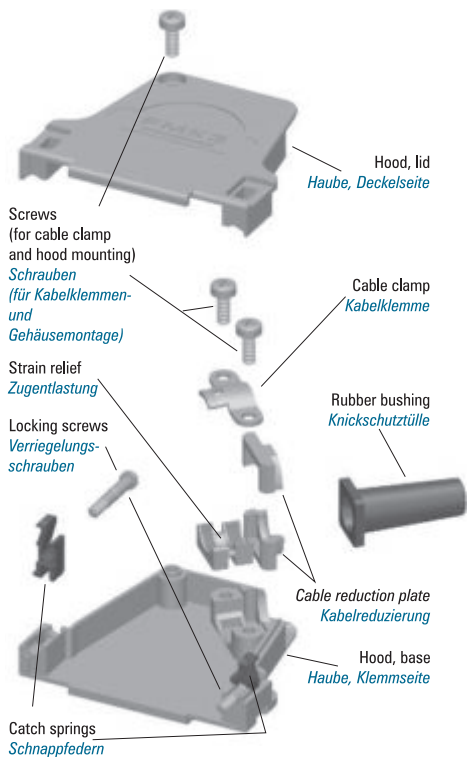 Hood, lid
Haube, Deckelseite
Screws
(for cable clamp
and hood mounting)
Schrauben
(für Kabelklemmen-
und
Gehäusemontage)
Cable clamp
Kabelklemme
Strain relief
Zugentlastung
Rubber bushing
Knickschutztülle
Locking screws
Verriegelungs-
schrauben
Cable reduction plate
Kabelreduzierung
Hood, base
Haube, Klemmseite
Catch springs
Schnappfedern